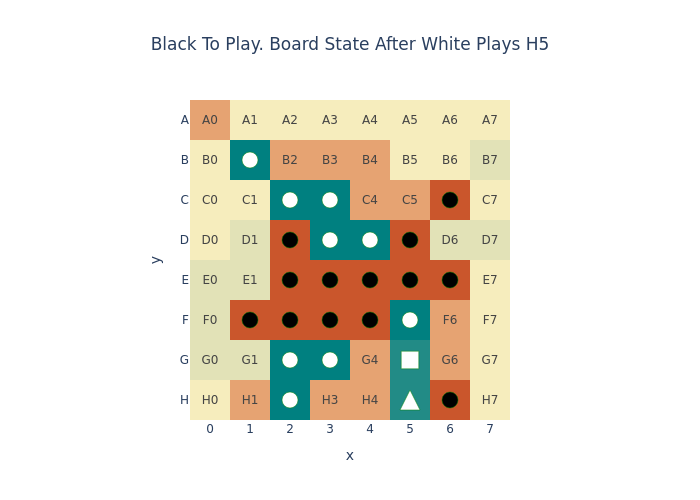 Black To Play. Board State After White Plays H5
A A0 A1 A2 A3 A4 A5 A6 A7
B B0 B2 B3 B4 B5 B6 B7
C C0 C1 C4 C5 C7
D D0 D1 D6 D7
y
E E0 E1 E7
F F0 F6 F7
G G0 G1 G4 G6 G7
H H0 H1 H3 H4 H7
0 1 2 3 4 5 6 7
x